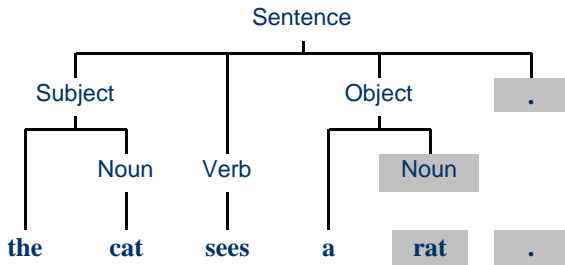 Sentence
Subject Object .
Noun Verb Noun
the cat sees a rat .